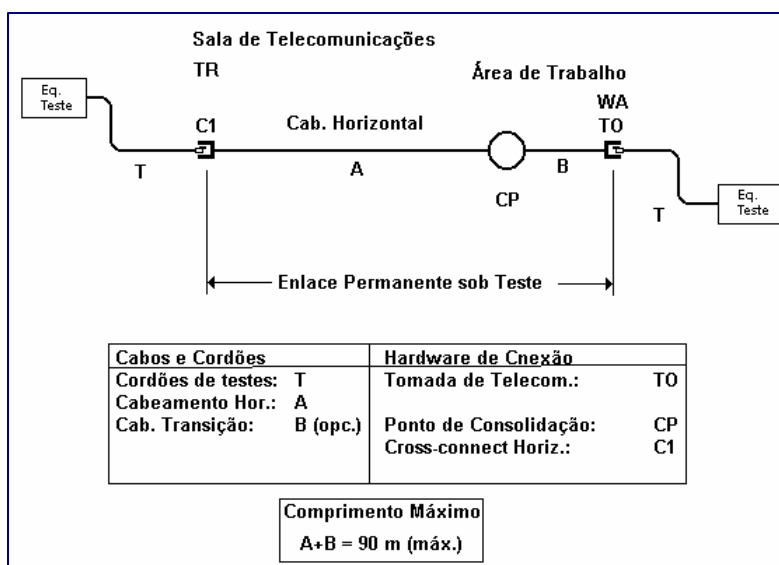 Sala de Telecomunicações
TR
Área de Trabalho
WA
TO
Eq.
Teste
C1
Cab. Horizontal
T
A
CP
B
T
Eq.
Teste
Enlace Permanente sob Teste
Cabos e Cordões
Cordões de testes: T
Cabeamento Hor.: A
Cab. Transição: B (opc.)
Hardware de Cnexão
Tomada de Telecom.: TO
Ponto de Consolidação: CP
Cross-connect Horiz.: C1
Comprimento Máximo
A+B = 90 m (máx.)